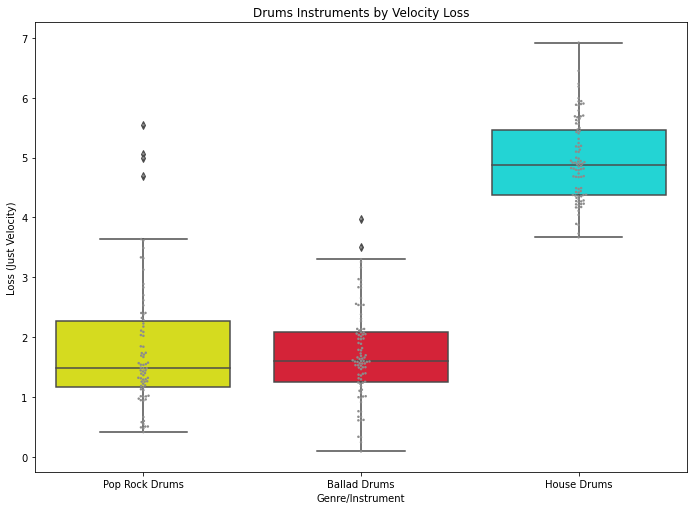 Drums Instruments by Velocity Loss
Loss (Just Velocity)
7
6
5
4
3
2
1
0
Pop Rock Drums
Ballad Drums
House Drums
Genre/Instrument